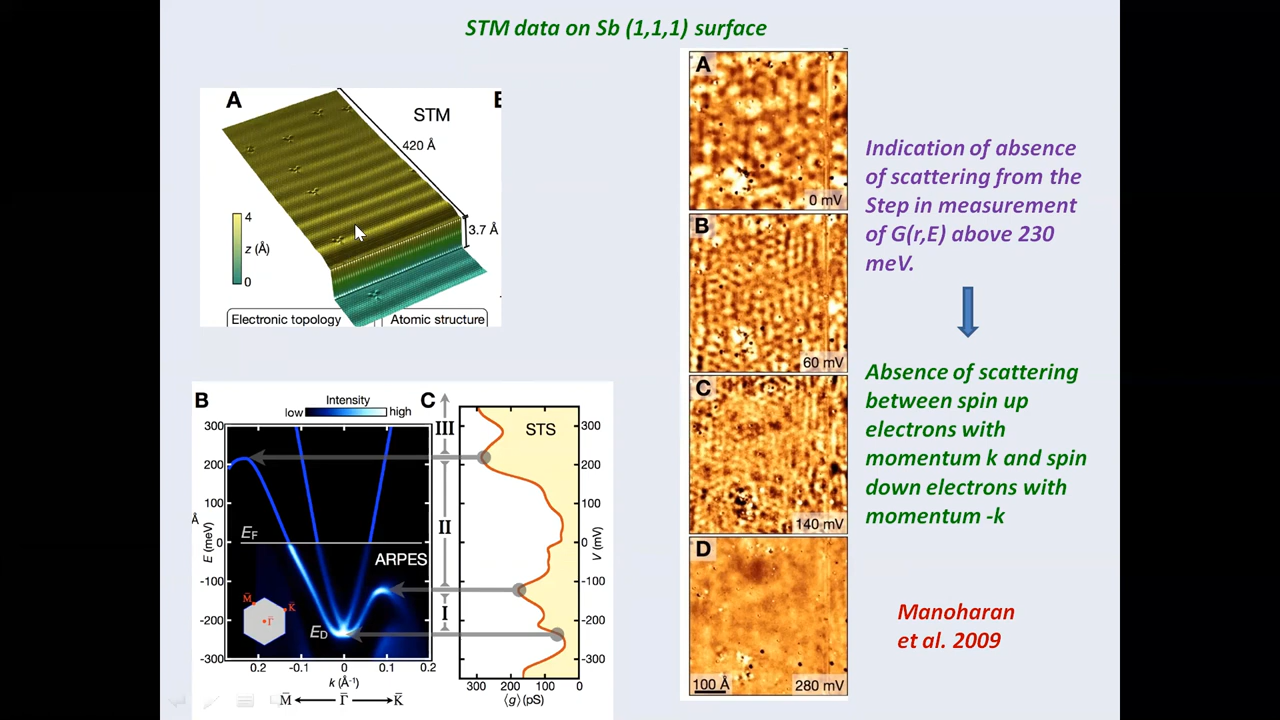 STM data on Sb (1,1,1) surface
A
STM
E
420 Å
4
z (Å)
0
3.7 Å
Electronic topology
Atomic structure
A
0 mV
B
60 mV
C
140 mV
D
100 Å
280 mV
Indication of absence
of scattering from the
Step in measurement
of G(r,E) above 230
meV.
Absence of scattering
between spin up
electrons with
momentum k and spin
down electrons with
momentum -k
Manoharan
et al. 2009
B
Intensity
low
high
C
300
200
100
0
-100
-200
-300
Å
E (meV)
E_F
ARPES
E_D
M̄
K̄
Γ̄
0.2
-0.1
0
0.1
0.2
k (Å⁻¹)
M̄
Γ̄
K̄
III
II
I
STS
300
200
100
0
-100
-200
-300
V (mV)
300
200
100
0
⟨g⟩(pS)